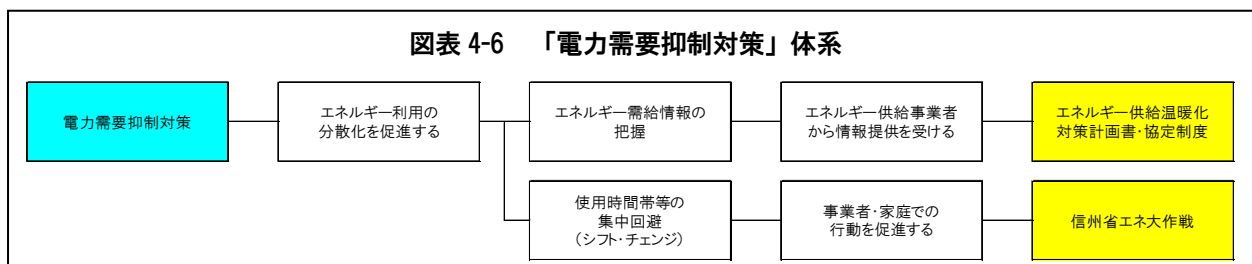 図表 4-6 「電力需要抑制対策」体系
電力需要抑制対策
エネルギー利用の
分散化を促進する
エネルギー需給情報の
把握
エネルギー供給事業者
から情報提供を受ける
エネルギー供給温暖化
対策計画書・協定制度
使用時間帯等の
集中回避
(シフト・チェンジ)
事業者・家庭での
行動を促進する
信州省エネ大作戦